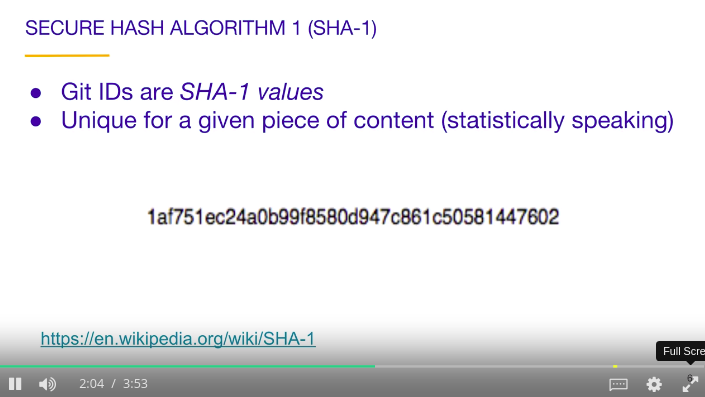 SECURE HASH ALGORITHM 1 (SHA-1)
● Git IDs are SHA-1 values
● Unique for a given piece of content (statistically speaking)
1af751ec24a0b99f8580d947c861c50581447602
https://en.wikipedia.org/wiki/SHA-1
Full Scre
2:04 / 3:53